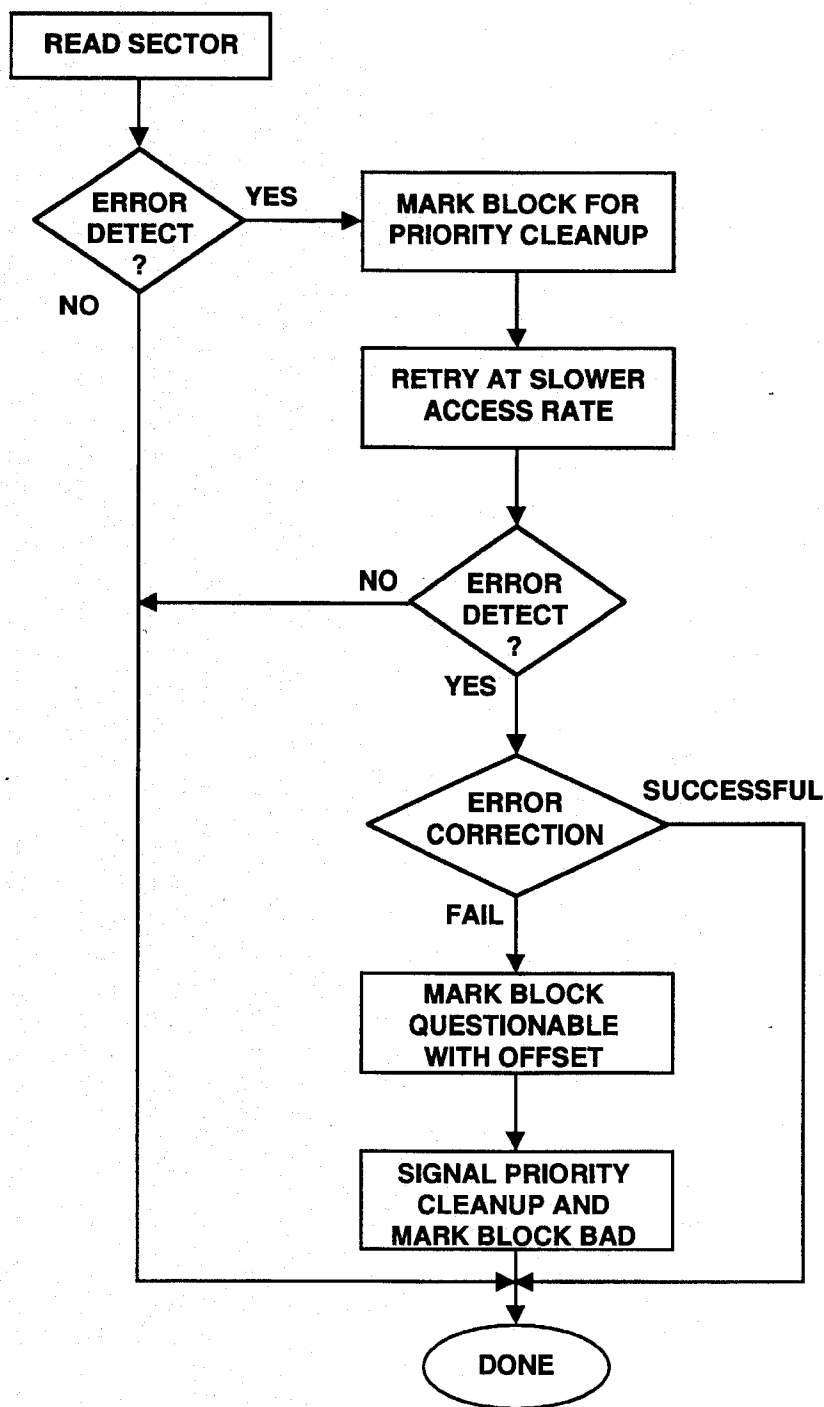 READ SECTOR
ERROR
DETECT
?
YES
NO
MARK BLOCK FOR
PRIORITY CLEANUP
RETRY AT SLOWER
ACCESS RATE
NO
ERROR
DETECT
?
YES
ERROR
CORRECTION
SUCCESSFUL
FAIL
MARK BLOCK
QUESTIONABLE
WITH OFFSET
SIGNAL PRIORITY
CLEANUP AND
MARK BLOCK BAD
DONE